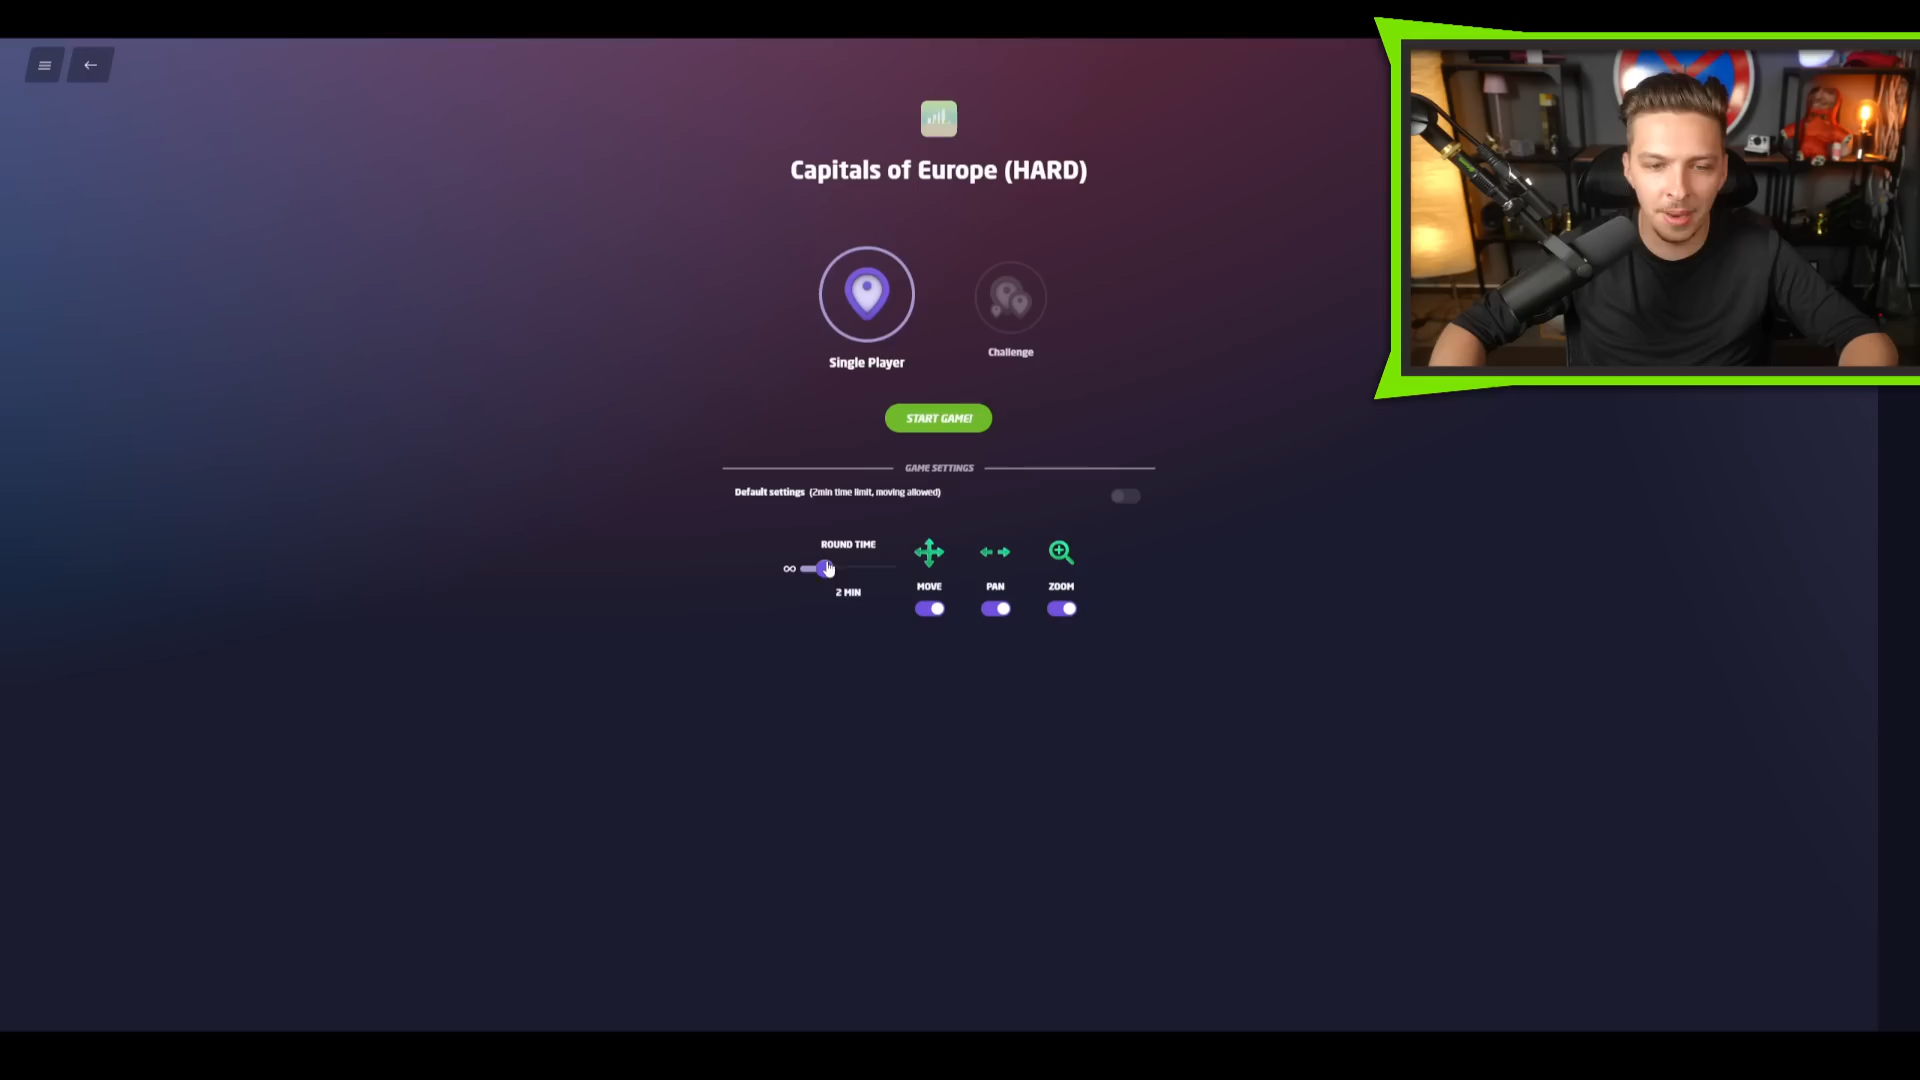 Capitals of Europe (HARD)
Single Player
Challenge
START GAME!
GAME SETTINGS
Default settings (2min time limit, moving allowed)
ROUND TIME
∞
2 MIN
MOVE
PAN
ZOOM